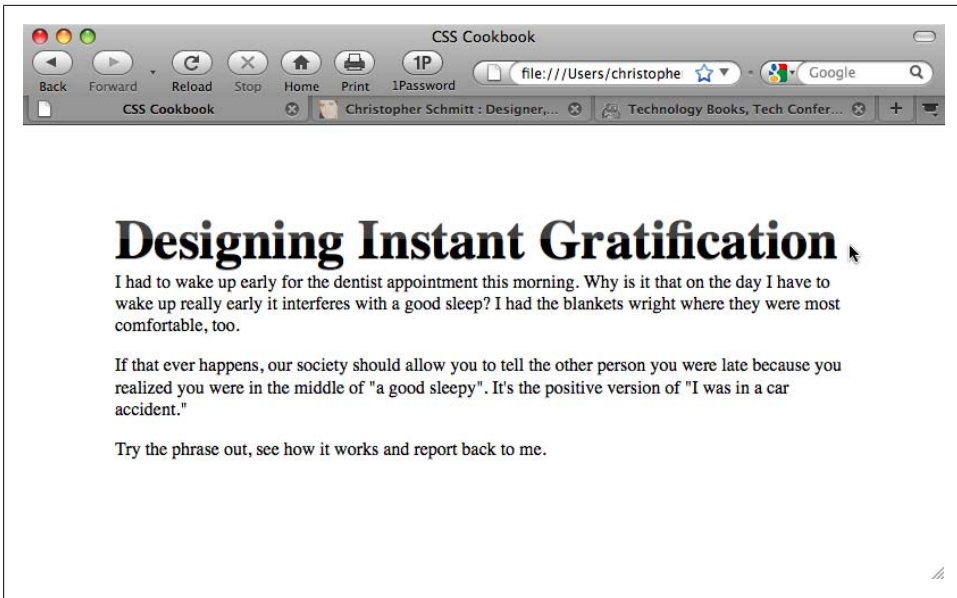 CSS Cookbook
Back Forward Reload Stop Home Print 1Password
1P
file:///Users/christophe
Google
CSS Cookbook
Christopher Schmitt : Designer,...
Technology Books, Tech Confer...
Designing Instant Gratification
I had to wake up early for the dentist appointment this morning. Why is it that on the day I have to
wake up really early it interferes with a good sleep? I had the blankets wright where they were most
comfortable, too.
If that ever happens, our society should allow you to tell the other person you were late because you
realized you were in the middle of "a good sleepy". It's the positive version of "I was in a car
accident."
Try the phrase out, see how it works and report back to me.